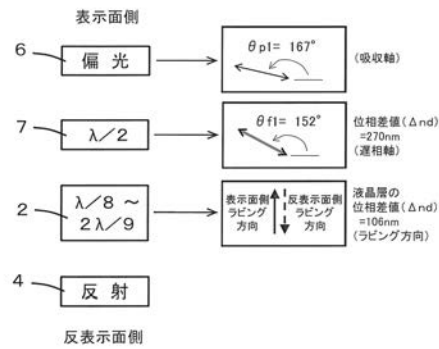 表示面側
6
偏光
θp1= 167°
(吸収軸)
7
λ/2
θf1= 152°
位相差値(Δnd)
=270nm
(遅相軸)
2
λ/8 ~
2λ/9
表示面側
ラビング
方向
反表示面側
ラビング
方向
液晶層の
位相差値(Δnd)
=106nm
(ラビング方向)
4
反射
反表示面側